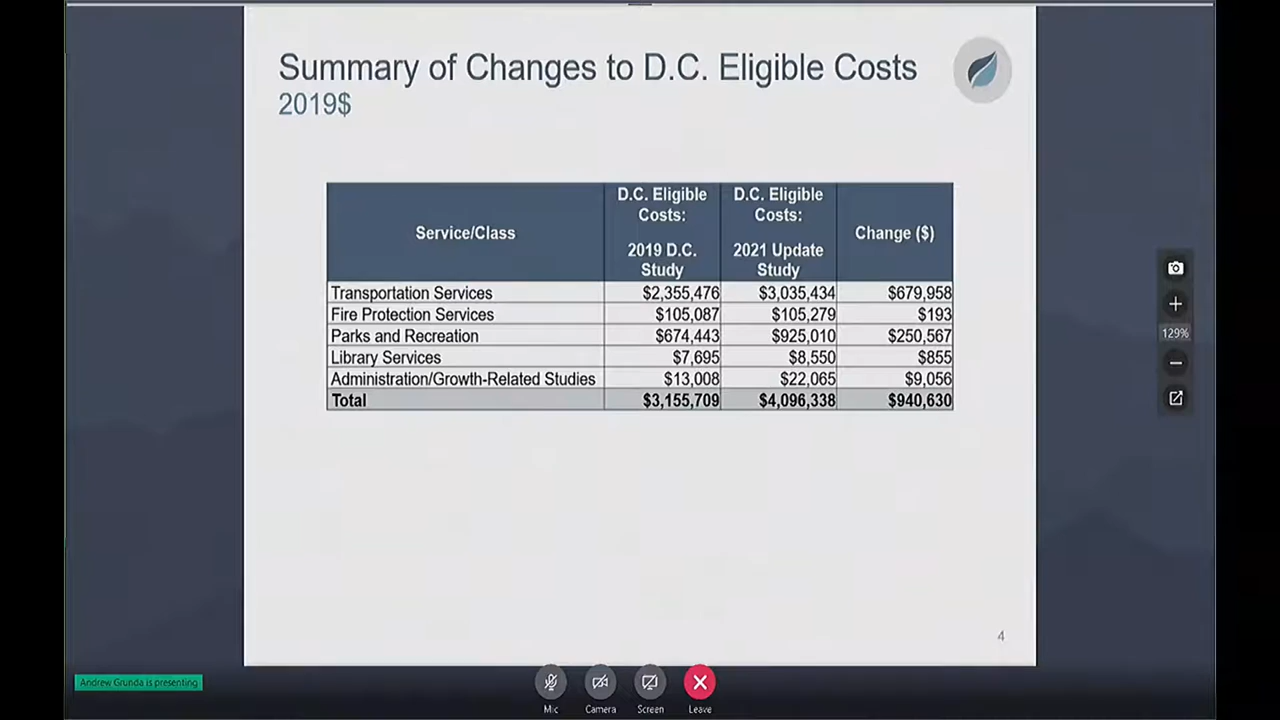 Summary of Changes to D.C. Eligible Costs
2019$
Service/Class
D.C. Eligible Costs: 2019 D.C. Study
D.C. Eligible Costs: 2021 Update Study
Change ($)
Transportation Services $2,355,476 $3,035,434 $679,958
Fire Protection Services $105,087 $105,279 $193
Parks and Recreation $674,443 $925,010 $250,567
Library Services $7,695 $8,550 $855
Administration/Growth-Related Studies $13,008 $22,065 $9,056
Total $3,155,709 $4,096,338 $940,630
129%
4
Andrew Grunda is presenting
Mic Camera Screen Leave